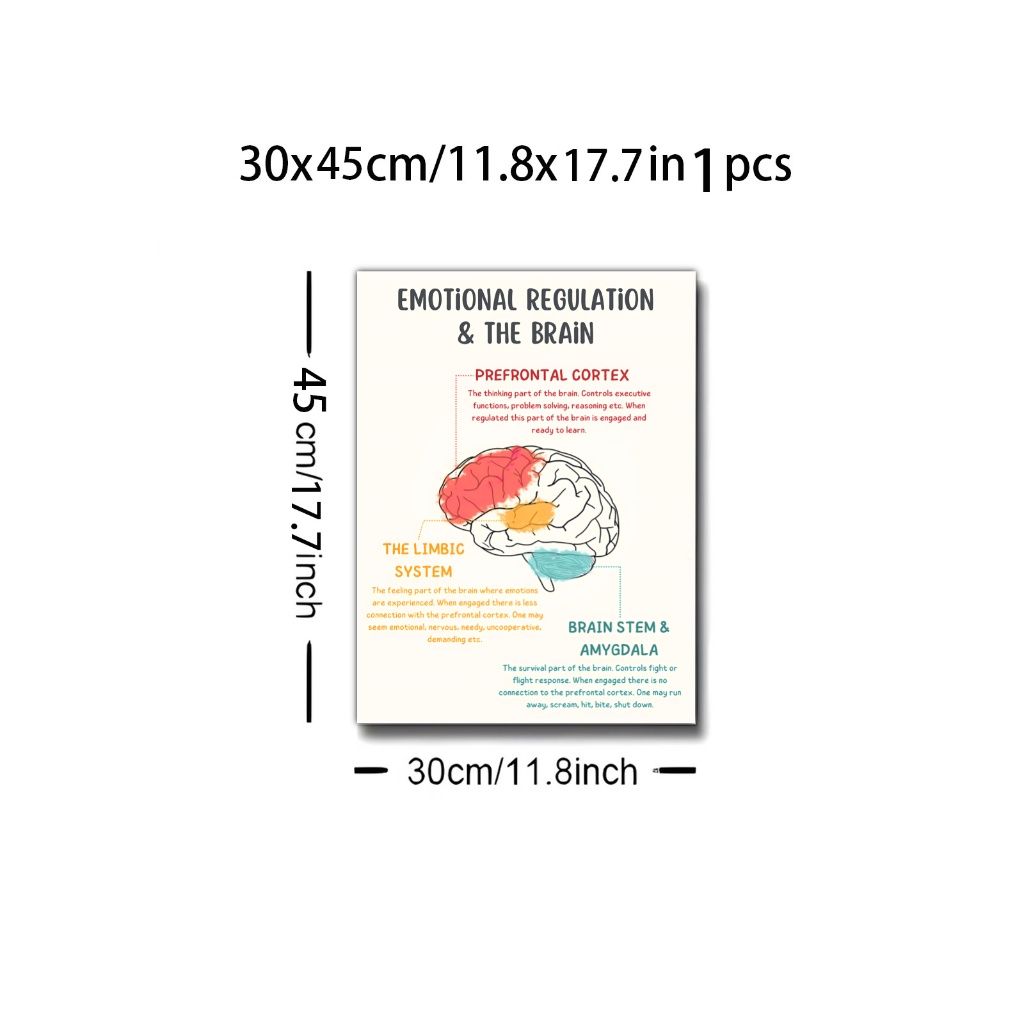 30x45cm/11.8x17.7in 1 pcs
EMOTIONAL REGULATION
& THE BRAIN
PREFRONTAL CORTEX
The thinking part of the brain. Controls executive
functions, problem solving, reasoning etc. When
regulated this part of the brain is engaged and
ready to learn.
THE LIMBIC
SYSTEM
The feeling part of the brain where emotions
are experienced. When engaged there is less
connection with the prefrontal cortex. One may
seem emotional, nervous, needy, uncooperative,
demanding etc.
BRAIN STEM &
AMYGDALA
The survival part of the brain. Controls fight or
flight response. When engaged there is no
connection to the prefrontal cortex. One may run
away, scream, hit, bite, shut down.
45 cm/17.7inch
30cm/11.8inch